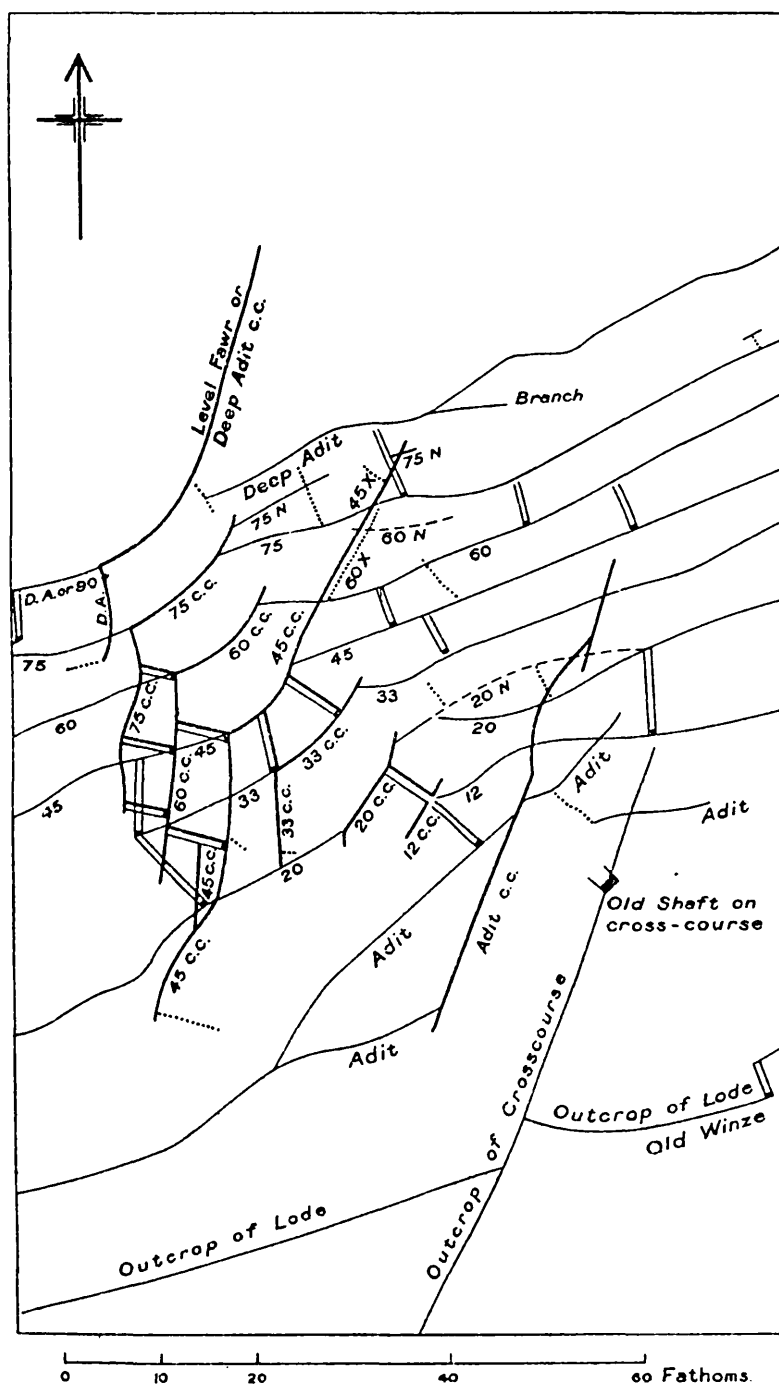 Level Fawr or
Deep Adit c.c.
Branch
Deep Adit
75 N
45 X
75 N
75
60 N
60
60 X
D.A. or 90
D.A.
75 c.c.
60 c.c.
45 c.c.
45
75
33
20 N
20
60
75 c.c.
45
33 c.c.
45
60 c.c.
33
33 c.c.
20 c.c.
12
12 c.c.
Adit
Adit
20
45 c.c.
Old Shaft on
cross-course
Adit c.c.
Adit
45 c.c.
Adit
Outcrop of Crosscourse
Outcrop of Lode
Old Winze
Outcrop of Lode
0 10 20 40 60 Fathoms.